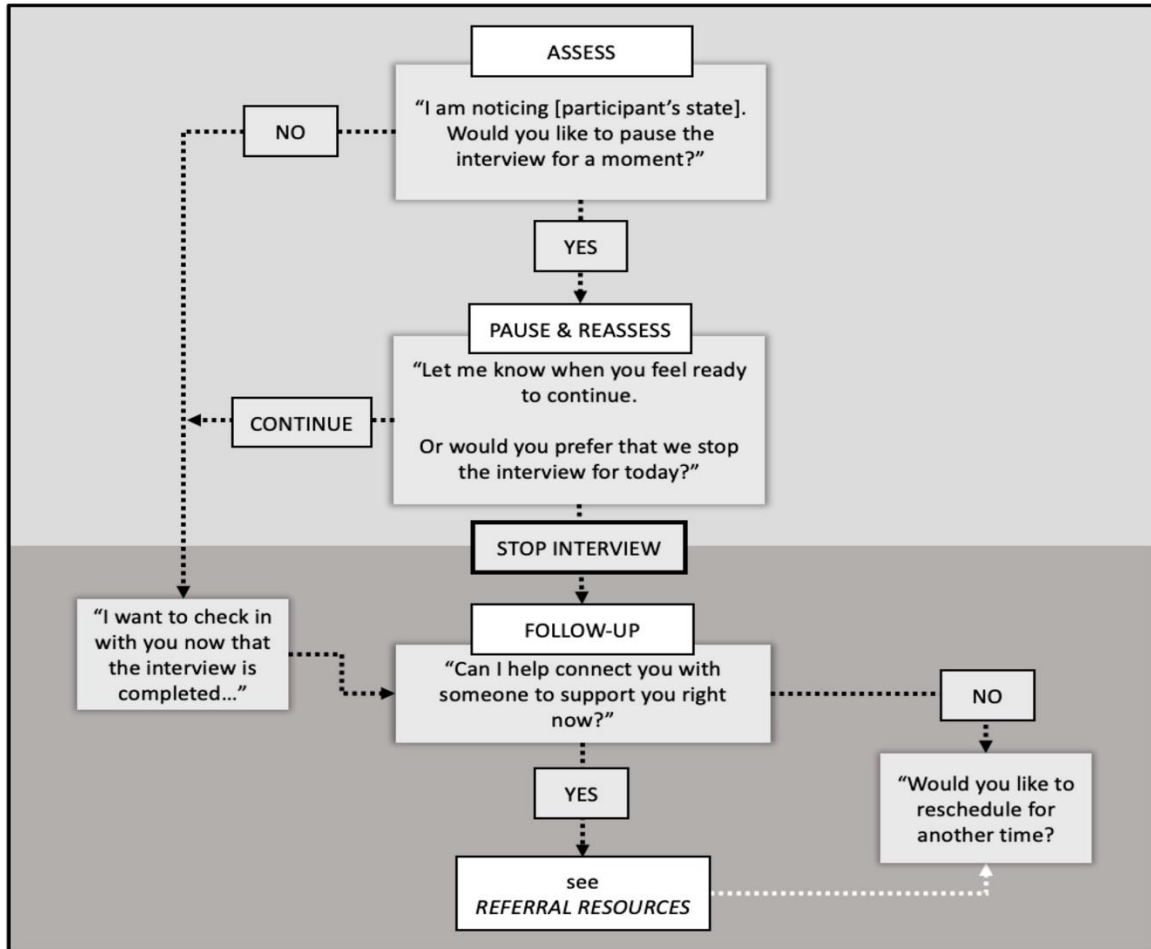 ASSESS
“I am noticing [participant’s state].
Would you like to pause the
interview for a moment?”
NO
YES
PAUSE & REASSESS
“Let me know when you feel ready
to continue.
Or would you prefer that we stop
the interview for today?”
CONTINUE
STOP INTERVIEW
“I want to check in
with you now that
the interview is
completed…”
FOLLOW-UP
“Can I help connect you with
someone to support you right
now?”
NO
YES
“Would you like to
reschedule for
another time?
see
REFERRAL RESOURCES